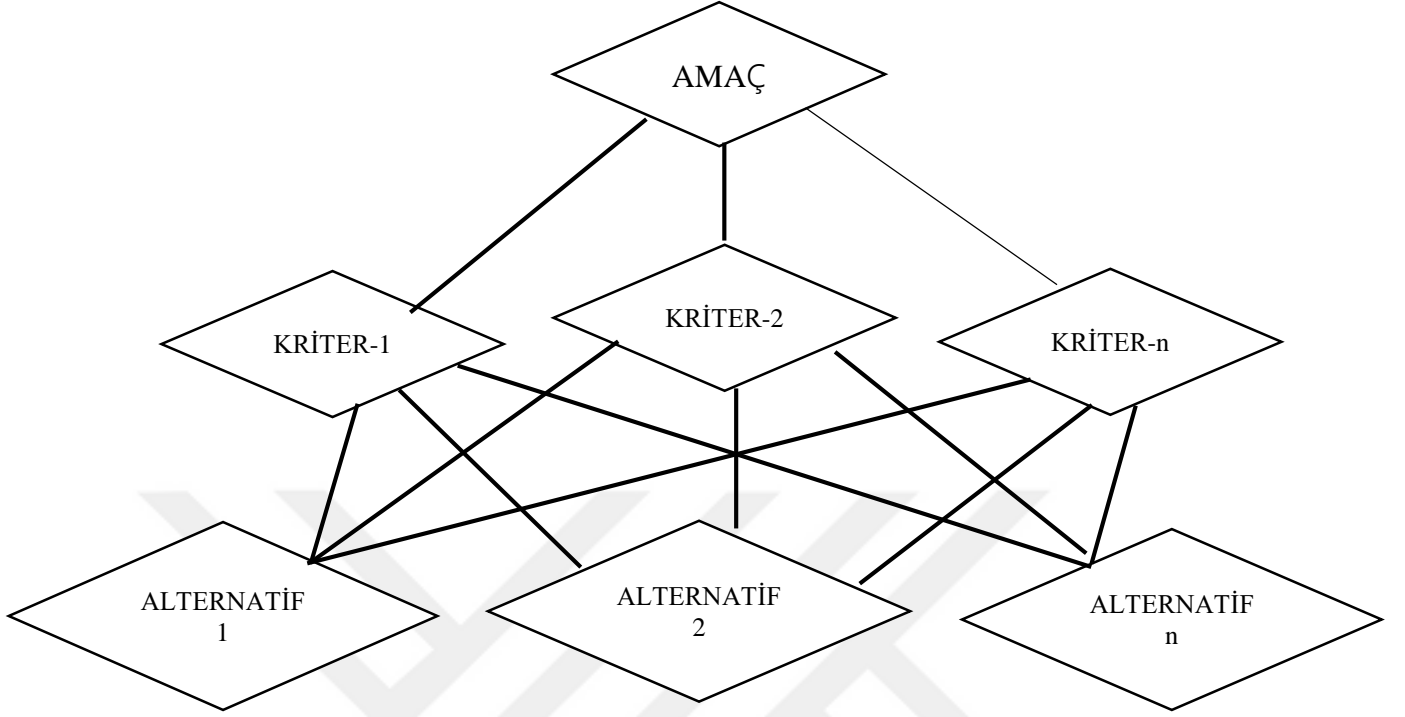 AMAÇ
KRİTER-1
KRİTER-2
KRİTER-n
ALTERNATİF
1
ALTERNATİF
2
ALTERNATİF
n